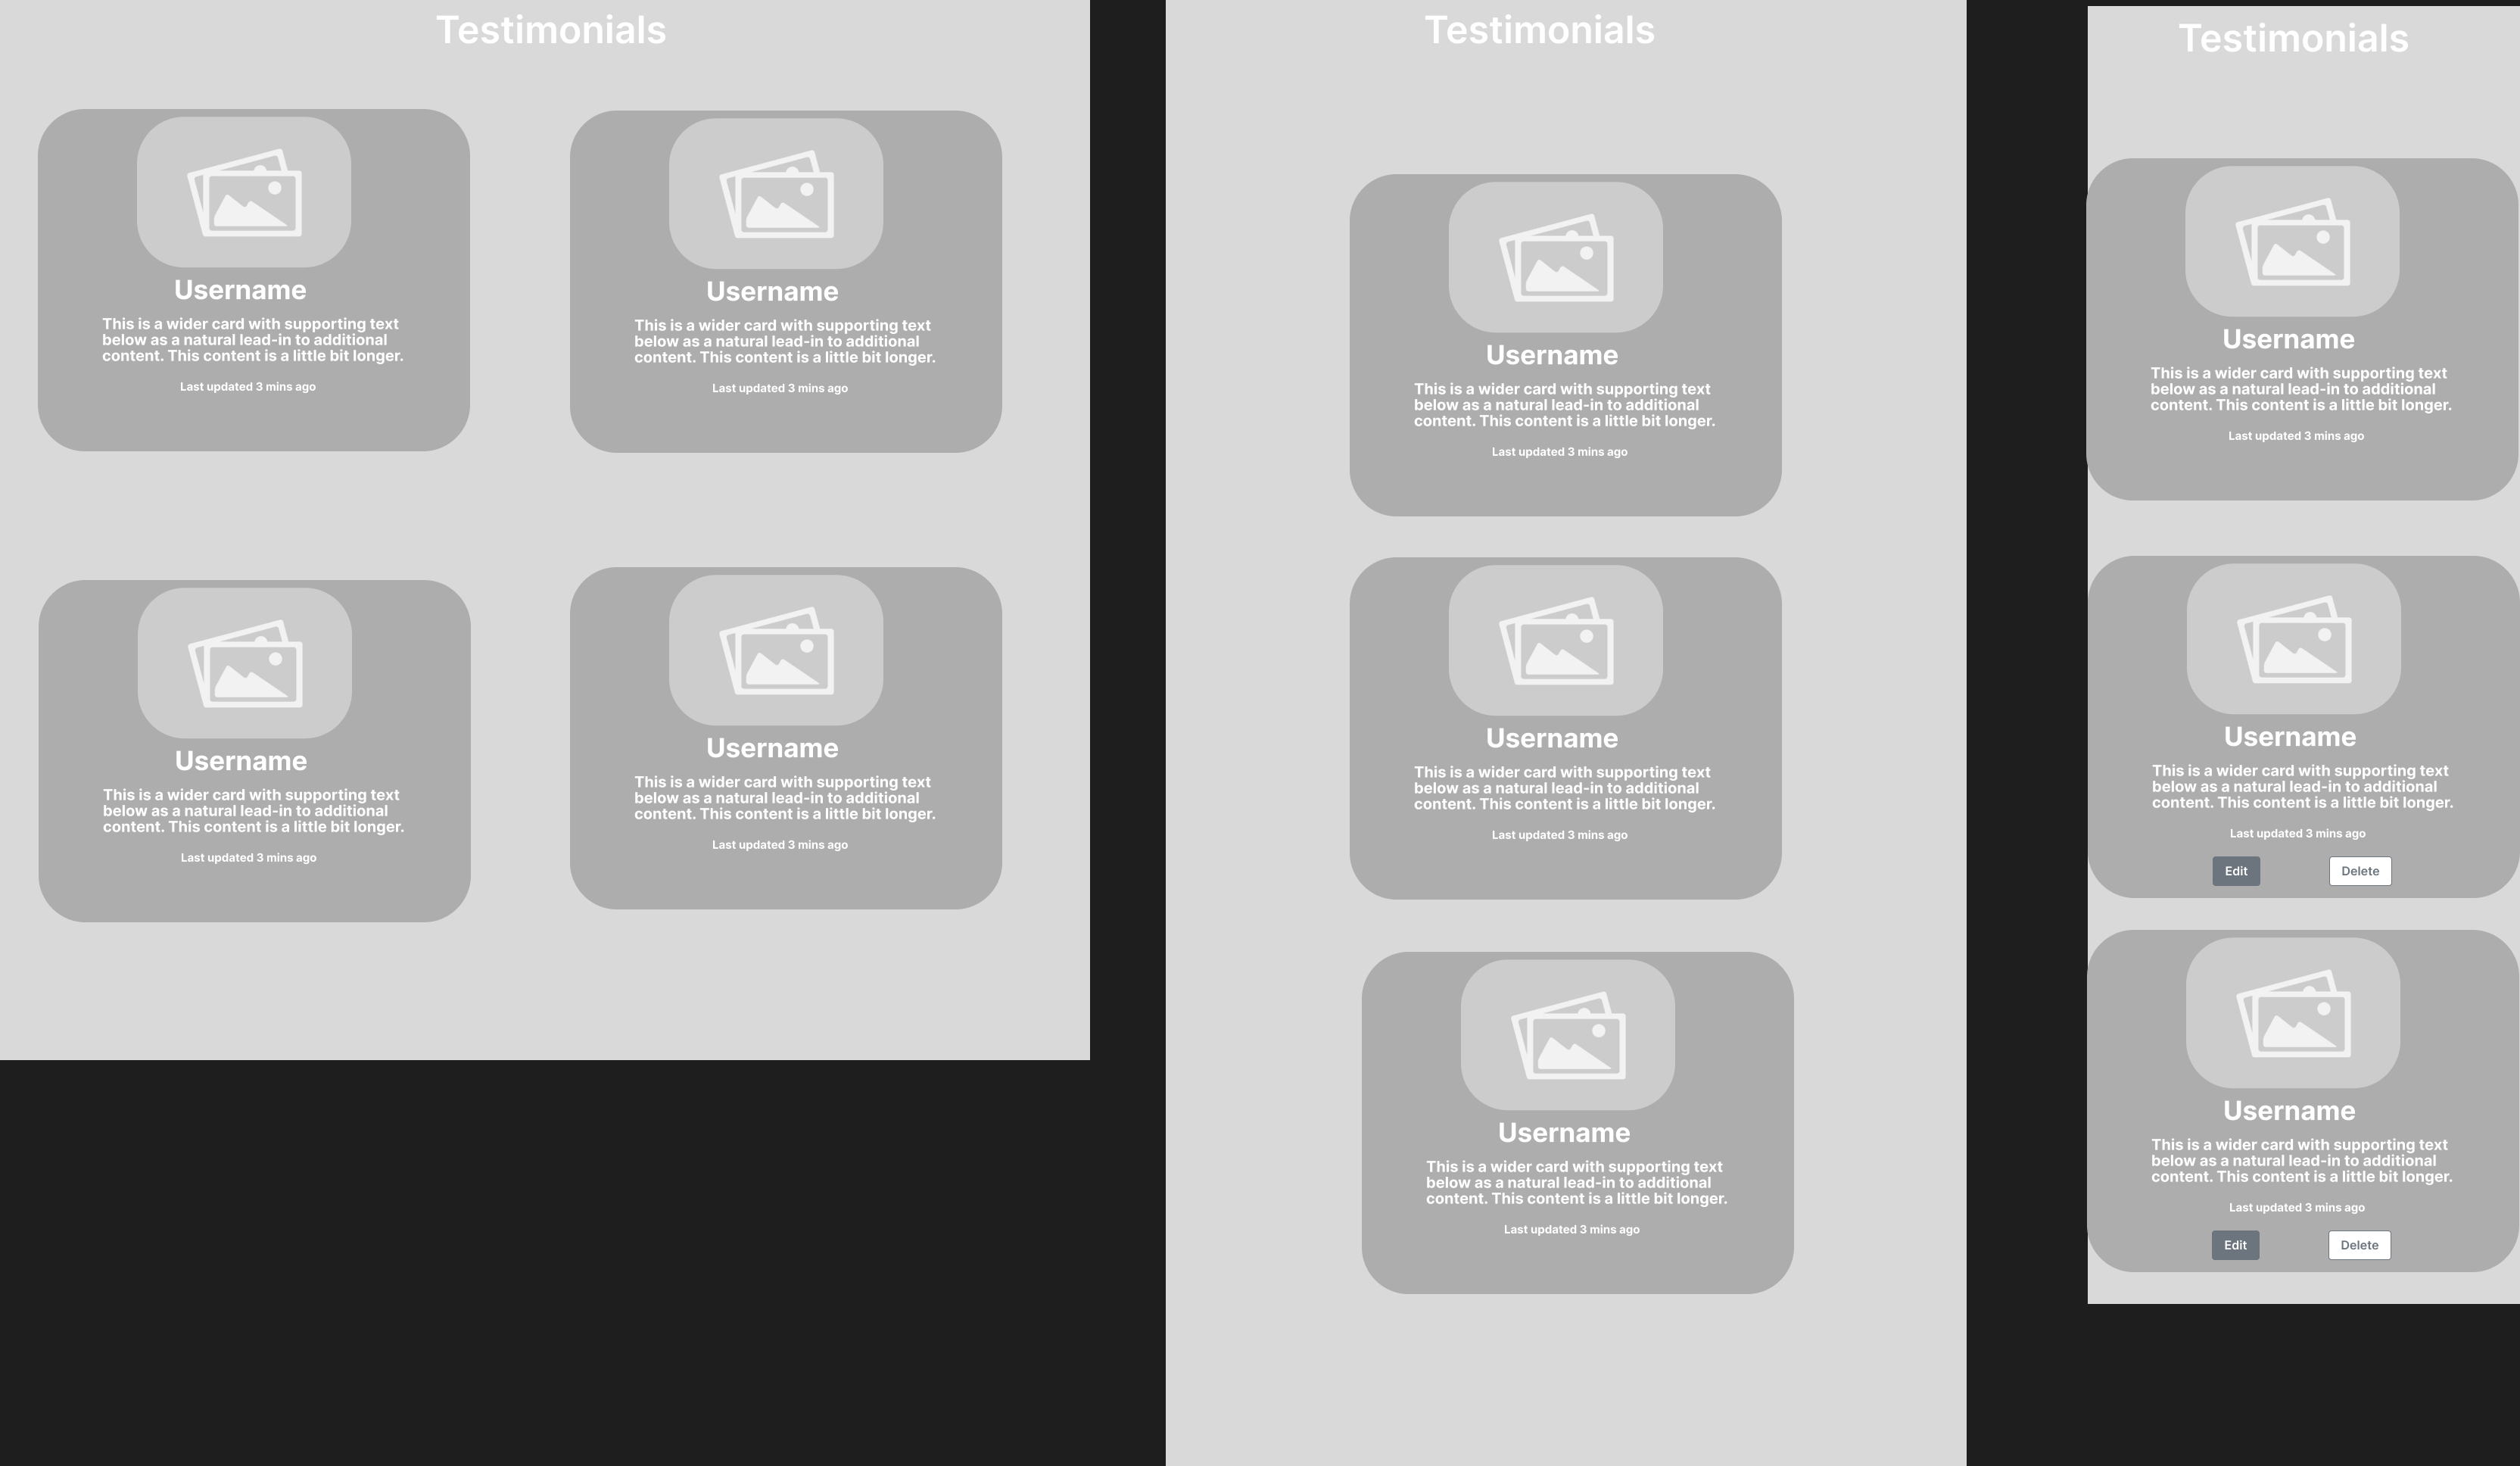 Testimonials
Username
This is a wider card with supporting text
below as a natural lead-in to additional
content. This content is a little bit longer.
Last updated 3 mins ago
Username
This is a wider card with supporting text
below as a natural lead-in to additional
content. This content is a little bit longer.
Last updated 3 mins ago
Username
This is a wider card with supporting text
below as a natural lead-in to additional
content. This content is a little bit longer.
Last updated 3 mins ago
Username
This is a wider card with supporting text
below as a natural lead-in to additional
content. This content is a little bit longer.
Last updated 3 mins ago
Testimonials
Username
This is a wider card with supporting text
below as a natural lead-in to additional
content. This content is a little bit longer.
Last updated 3 mins ago
Username
This is a wider card with supporting text
below as a natural lead-in to additional
content. This content is a little bit longer.
Last updated 3 mins ago
Username
This is a wider card with supporting text
below as a natural lead-in to additional
content. This content is a little bit longer.
Last updated 3 mins ago
Testimonials
Username
This is a wider card with supporting text
below as a natural lead-in to additional
content. This content is a little bit longer.
Last updated 3 mins ago
Username
This is a wider card with supporting text
below as a natural lead-in to additional
content. This content is a little bit longer.
Last updated 3 mins ago
Edit Delete
Username
This is a wider card with supporting text
below as a natural lead-in to additional
content. This content is a little bit longer.
Last updated 3 mins ago
Edit Delete